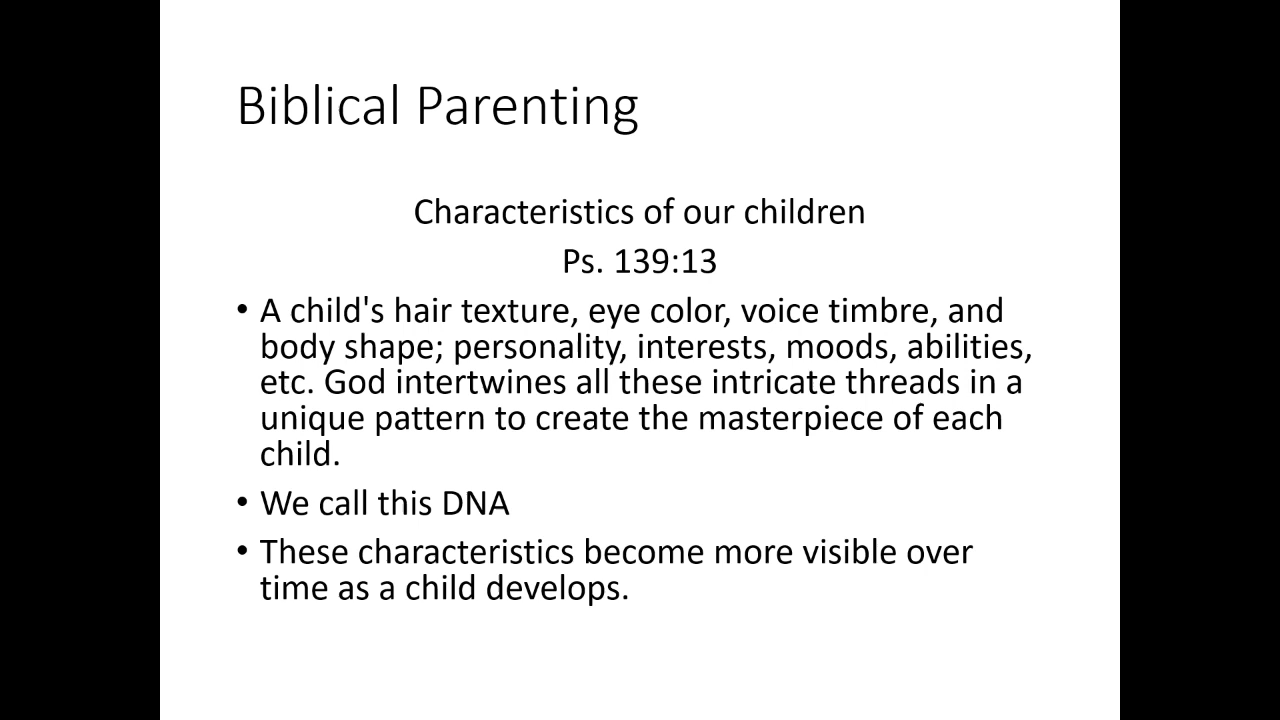 Biblical Parenting
Characteristics of our children
Ps. 139:13
• A child's hair texture, eye color, voice timbre, and
body shape; personality, interests, moods, abilities,
etc. God intertwines all these intricate threads in a
unique pattern to create the masterpiece of each
child.
• We call this DNA
• These characteristics become more visible over
time as a child develops.